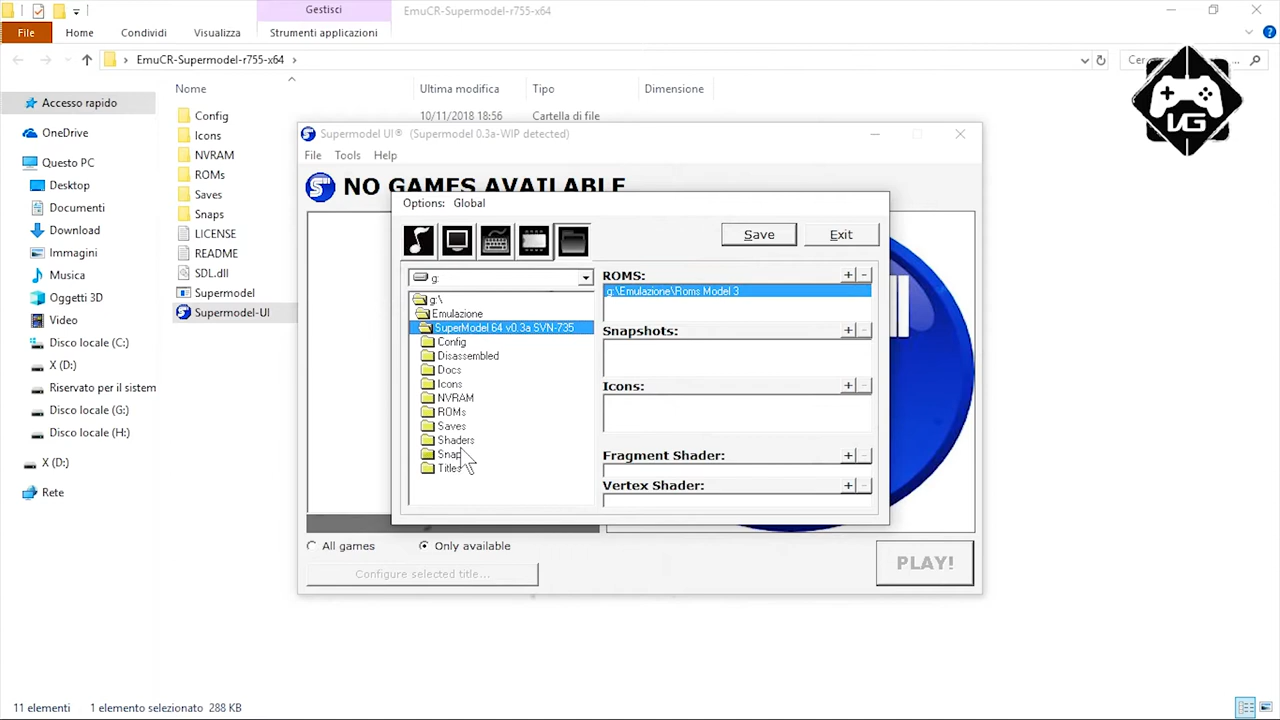 Gestisci
EmuCR-Supermodel-r755-x64
File
Home
Condividi
Visualizza
Strumenti applicazioni
EmuCR-Supermodel-r755-x64
VG
Accesso rapido
OneDrive
Questo PC
Desktop
Documenti
Download
Immagini
Musica
Oggetti 3D
Video
Disco locale (C:)
X (D:)
Riservato per il sistem
Disco locale (G:)
Disco locale (H:)
X (D:)
Rete
Nome
Ultima modifica
Tipo
Dimensione
Config
10/11/2018 18:56
Cartella di file
Icons
NVRAM
ROMs
Saves
Snaps
LICENSE
README
SDL.dll
Supermodel
Supermodel-UI
Supermodel UI® (Supermodel 0.3a-WIP detected)
File
Tools
Help
NO GAMES AVAILABLE
Options: Global
Save
Exit
g:
g:\
Emulazione
SuperModel 64 v0.3a SVN-735
Config
Disassembled
Docs
Icons
NVRAM
ROMs
Saves
Shaders
Snap
Titles
ROMS:
g:\Emulazione\Roms Model 3
Snapshots:
Icons:
Fragment Shader:
Vertex Shader:
All games
Only available
Configure selected title...
PLAY!
11 elementi
1 elemento selezionato 288 KB